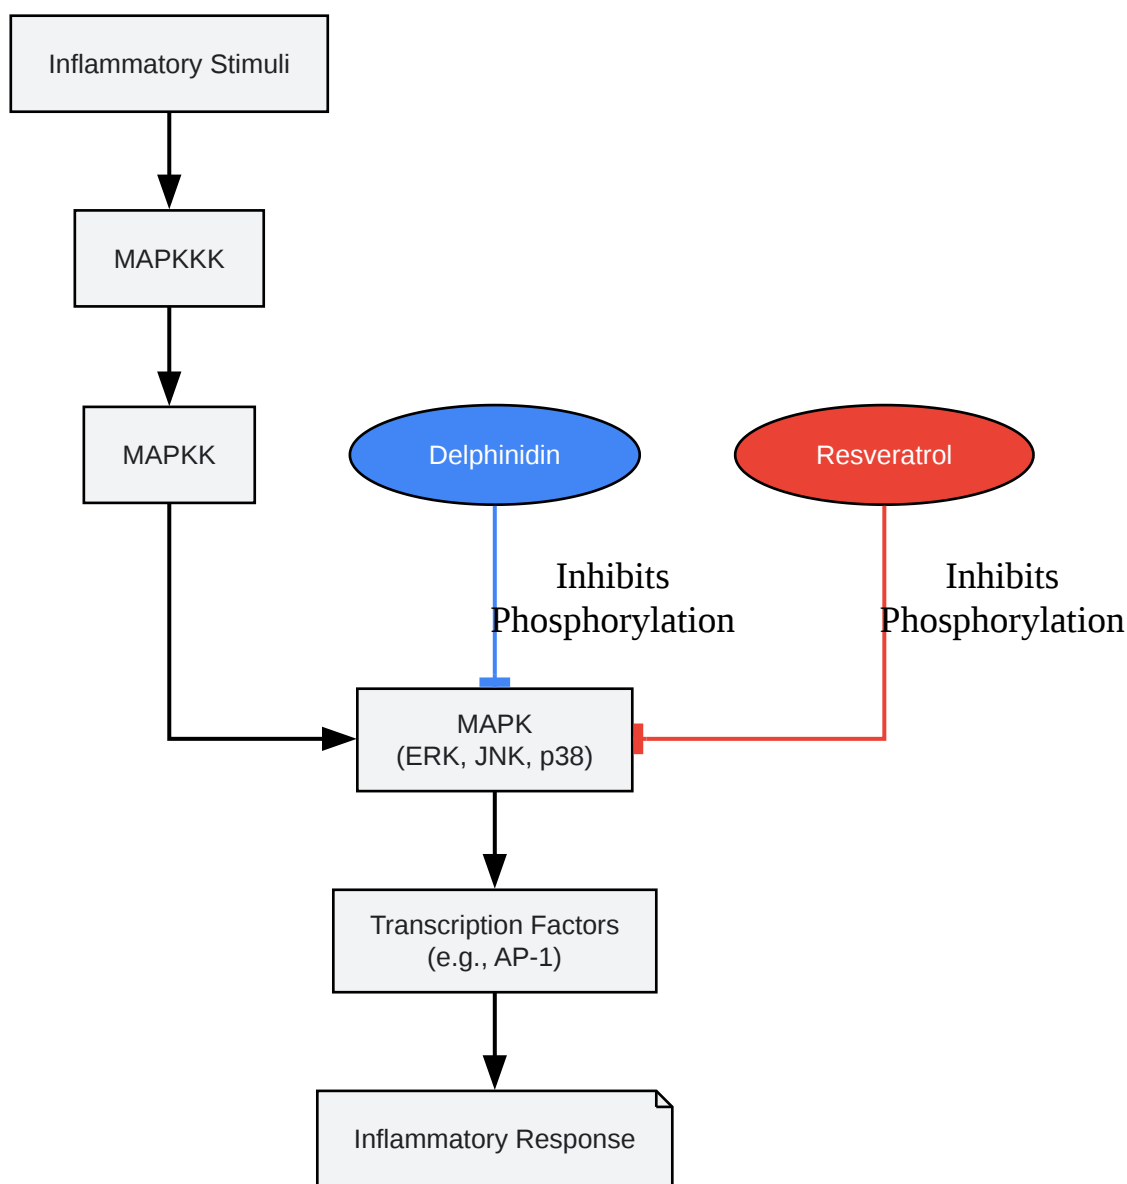 Inflammatory Stimuli
MAPKKK
MAPKK
Delphinidin
Resveratrol
Inhibits
Phosphorylation
Inhibits
Phosphorylation
MAPK
(ERK, JNK, p38)
Transcription Factors
(e.g., AP-1)
Inflammatory Response